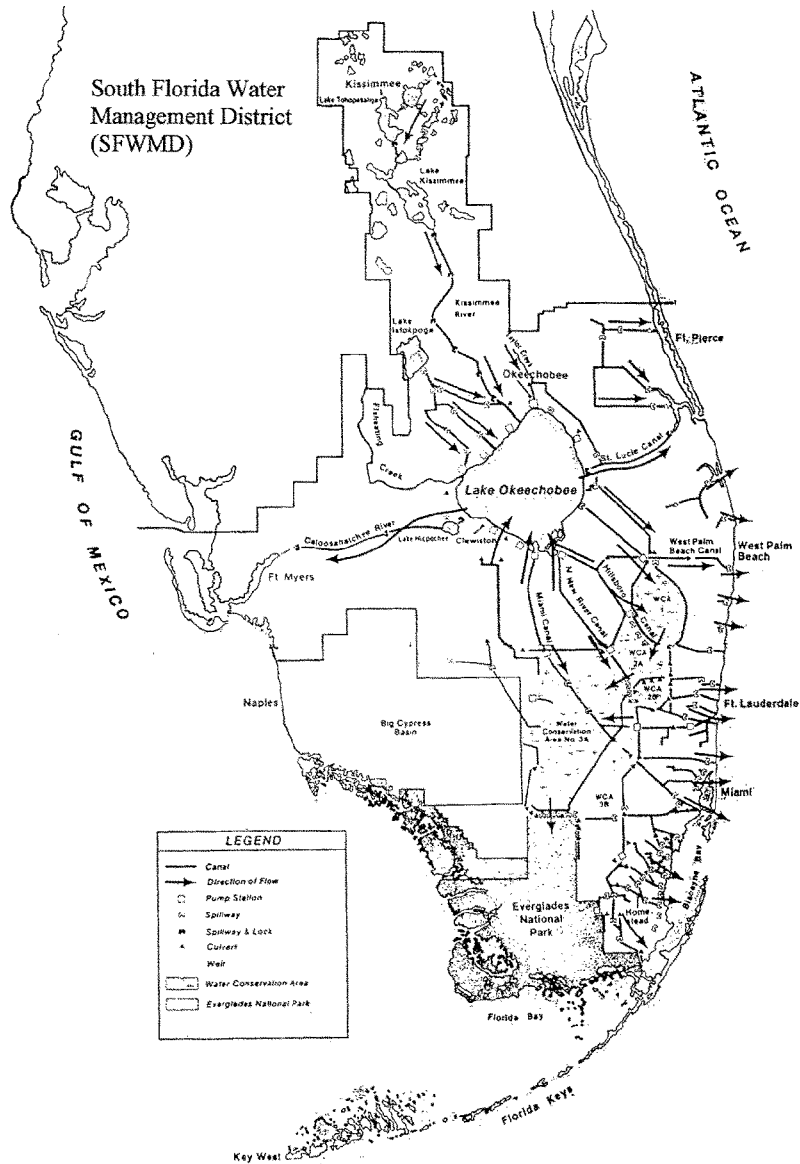 South Florida Water
Management District
(SFWMD)
ATLANTIC OCEAN
GULF OF MEXICO
Kissimmee
Lake Tohopekaliga
Lake
Kissimmee
Kissimmee
River
Lake
Istokpoga
Taylor Creek
Okeechobee
Ft. Pierce
Fisheating
Creek
St. Lucie Canal
Lake Okeechobee
Caloosahatchee River
Lake Hicpochee
Clewiston
Ft Myers
West Palm
Beach Canal
West Palm
Beach
Hillsboro Canal
N New River Canal
Miami Canal
WCA
1
WCA
2A
WCA
2B
Naples
Big Cypress
Basin
Water
Conservation
Area No. 3A
Ft. Lauderdale
WCA
3B
Miami
Biscayne Bay
Everglades
National
Park
Home
stead
Florida Bay
Florida Keys
Key West
LEGEND
Canal
Direction of Flow
Pump Station
Spillway
Spillway & Lock
Culvert
Weir
Water Conservation Area
Everglades National Park